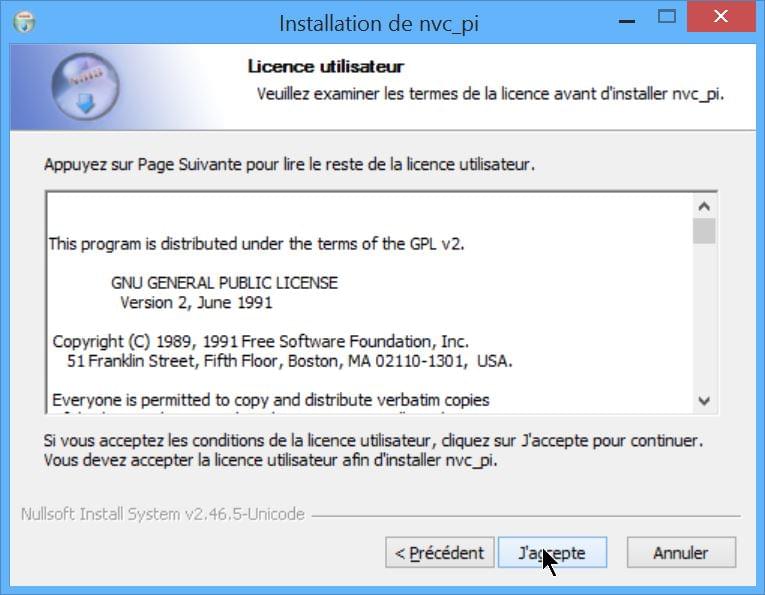 Installation de nvc_pi
Licence utilisateur
Veuillez examiner les termes de la licence avant d'installer nvc_pi.
Appuyez sur Page Suivante pour lire le reste de la licence utilisateur.
This program is distributed under the terms of the GPL v2.
GNU GENERAL PUBLIC LICENSE
Version 2, June 1991
Copyright (C) 1989, 1991 Free Software Foundation, Inc.
51 Franklin Street, Fifth Floor, Boston, MA 02110-1301, USA.
Everyone is permitted to copy and distribute verbatim copies
Si vous acceptez les conditions de la licence utilisateur, cliquez sur J'accepte pour continuer.
Vous devez accepter la licence utilisateur afin d'installer nvc_pi.
Nullsoft Install System v2.46.5-Unicode
< Précédent J'accepte Annuler